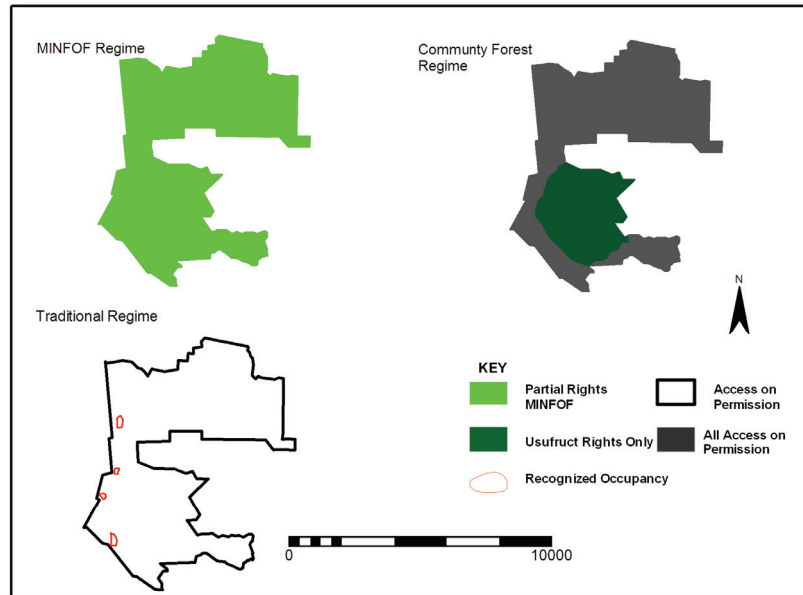 MINFOF Regime
Communty Forest
Regime
Traditional Regime
N
KEY
Partial Rights
MINFOF
Access on
Permission
Usufruct Rights Only
All Access on
Permission
Recognized Occupancy
0
10000